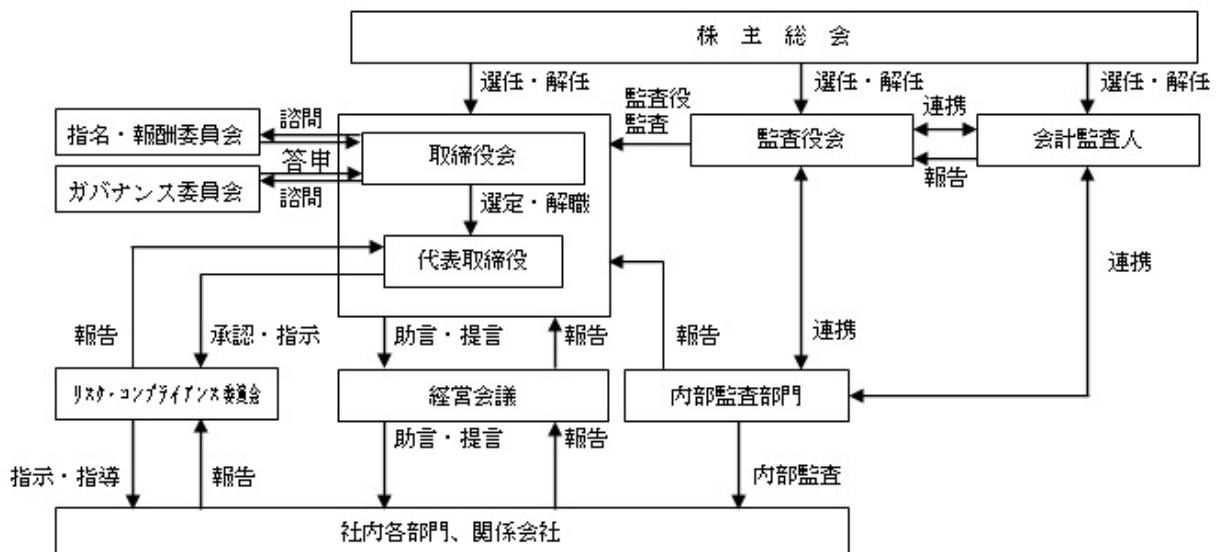 株主総会
選任・解任
選任・解任
選任・解任
監査役
監査
連携
指名・報酬委員会
諮問
取締役会
監査役会
会計監査人
答申
報告
ガバナンス委員会
諮問
選定・解職
代表取締役
連携
報告
承認・指示
助言・提言
報告
報告
連携
リスク・コンプライアンス委員会
経営会議
内部監査部門
助言・提言
報告
指示・指導
報告
内部監査
社内各部門、関係会社